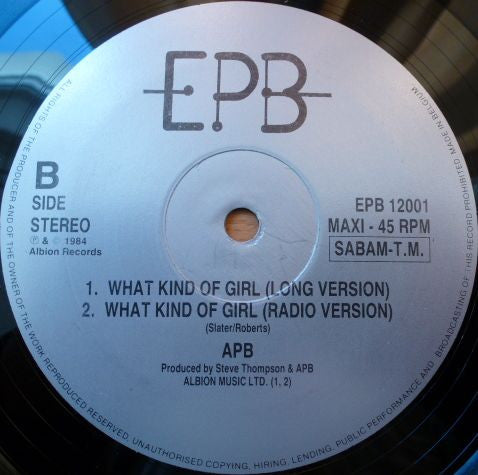 EPB
B
SIDE
STEREO
℗ & © 1984
Albion Records
EPB 12001
MAXI - 45 RPM
SABAM-T.M.
1. WHAT KIND OF GIRL (LONG VERSION)
2. WHAT KIND OF GIRL (RADIO VERSION)
(Slater/Roberts)
APB
Produced by Steve Thompson & APB
ALBION MUSIC LTD. (1, 2)
ALL RIGHTS OF THE PRODUCER AND OF THE OWNER OF THE WORK REPRODUCED RESERVED. UNAUTHORISED COPYING, HIRING, LENDING, PUBLIC PERFORMANCE AND BROADCASTING OF THIS RECORD PROHIBITED MADE IN BELGIUM